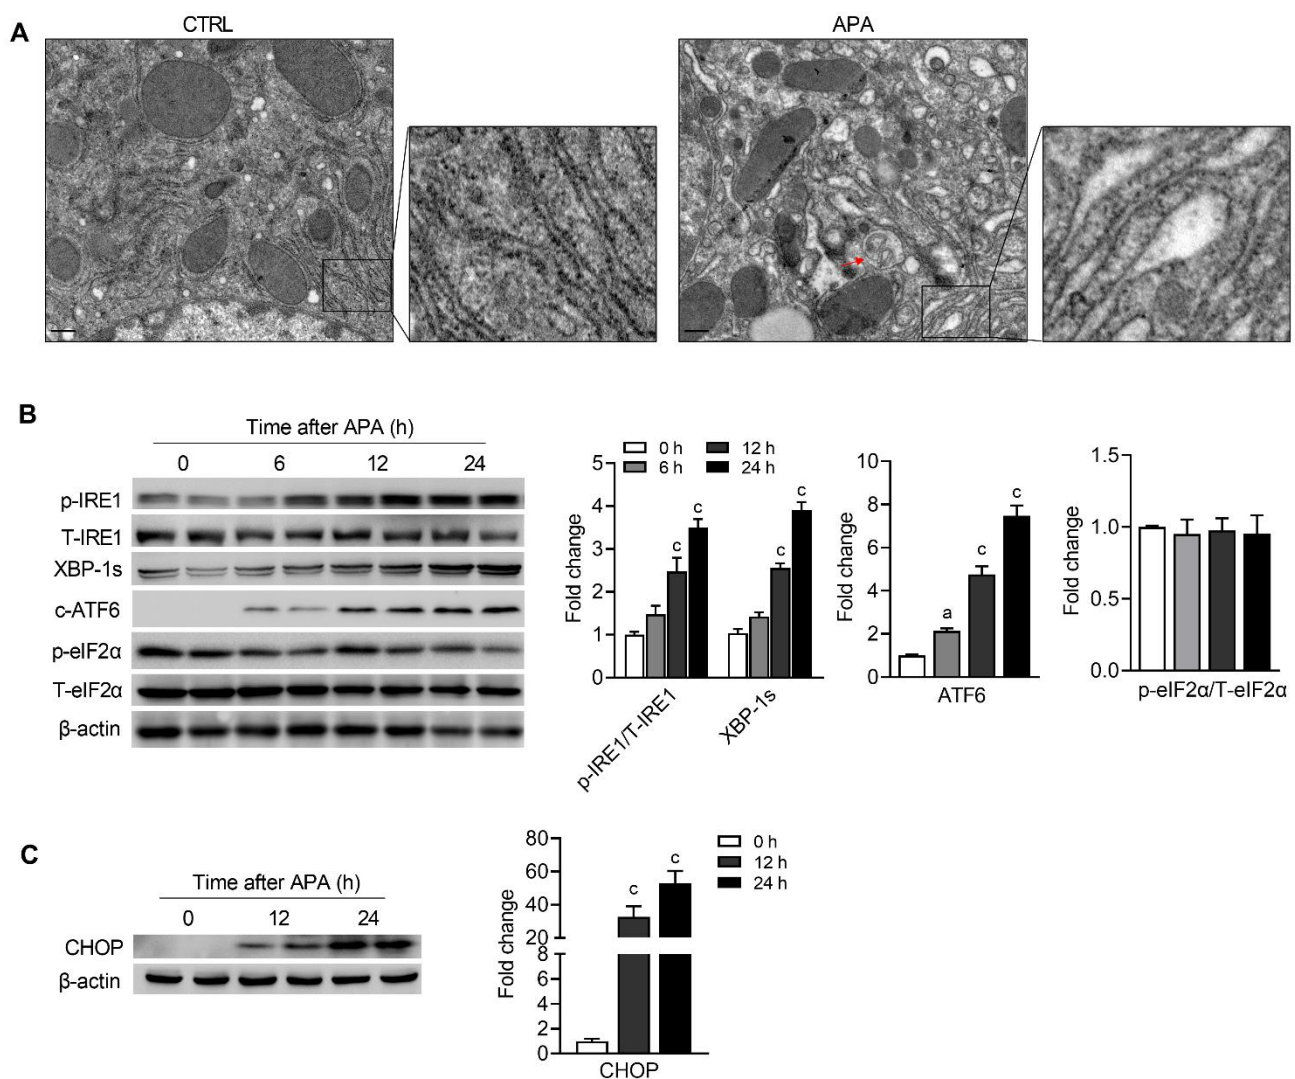 A
CTRL
APA
B
Time after APA (h)
0 6 12 24
p-IRE1
T-IRE1
XBP-1s
c-ATF6
p-eIF2α
T-eIF2α
β-actin
0 h 12 h
6 h 24 h
Fold change
5
4
3
2
1
0
c c c c
p-IRE1/T-IRE1
XBP-1s
Fold change
10
8
6
4
2
0
a c c
ATF6
Fold change
1.5
1.0
0.5
0.0
p-eIF2α/T-eIF2α
C
Time after APA (h)
0 12 24
CHOP
β-actin
Fold change
80
60
40
20
8
6
4
2
0
c c
CHOP
0 h
12 h
24 h